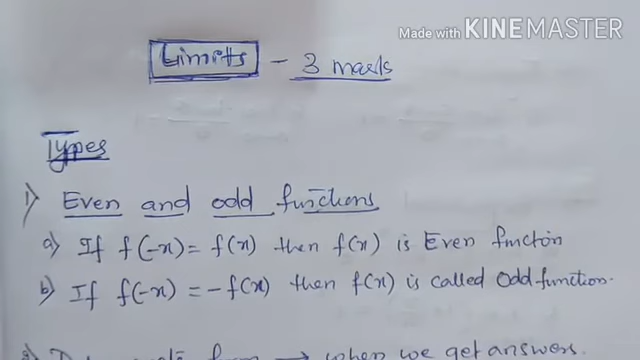 Made with KINEMASTER
Limits - 3 marks
Types
1) Even and odd functions
a) If f(-x) = f(x) then f(x) is Even function
b) If f(-x) = -f(x) then f(x) is called Odd function.
→ when we get answers.